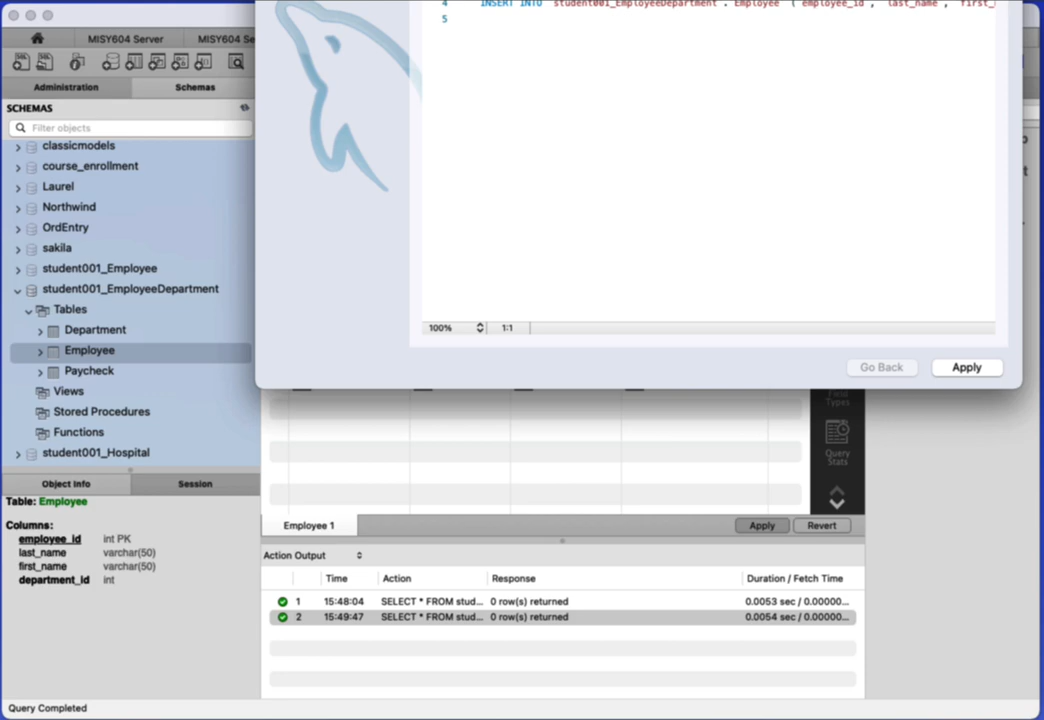 4 INSERT INTO `student001_EmployeeDepartment`.`Employee` (`employee_id`, `last_name`, `first_
5
MISY604 Server
MISY604 Se
Administration
Schemas
SCHEMAS
Filter objects
classicmodels
course_enrollment
Laurel
Northwind
OrdEntry
sakila
student001_Employee
student001_EmployeeDepartment
Tables
Department
Employee
Paycheck
Views
Stored Procedures
Functions
student001_Hospital
Object Info
Session
Table: Employee
Columns:
employee_id int PK
last_name varchar(50)
first_name varchar(50)
department_id int
100% 1:1
Go Back
Apply
Field
Types
Query
Stats
Employee 1
Apply
Revert
Action Output
Time Action Response Duration / Fetch Time
1 15:48:04 SELECT * FROM stud... 0 row(s) returned 0.0053 sec / 0.00000...
2 15:49:47 SELECT * FROM stud... 0 row(s) returned 0.0054 sec / 0.00000...
Query Completed